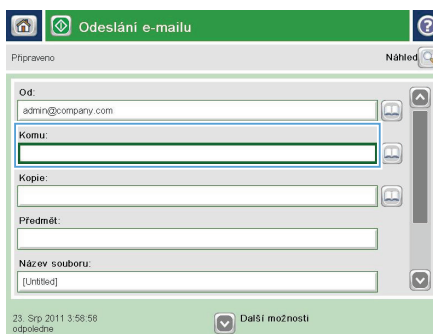 Odeslání e-mailu
Připraveno
Náhled
Od:
admin@company.com
Komu:
Kopie:
Předmět:
Název souboru:
[Untitled]
23. Srp 2011 3:58:58
odpoledne
Další možnosti